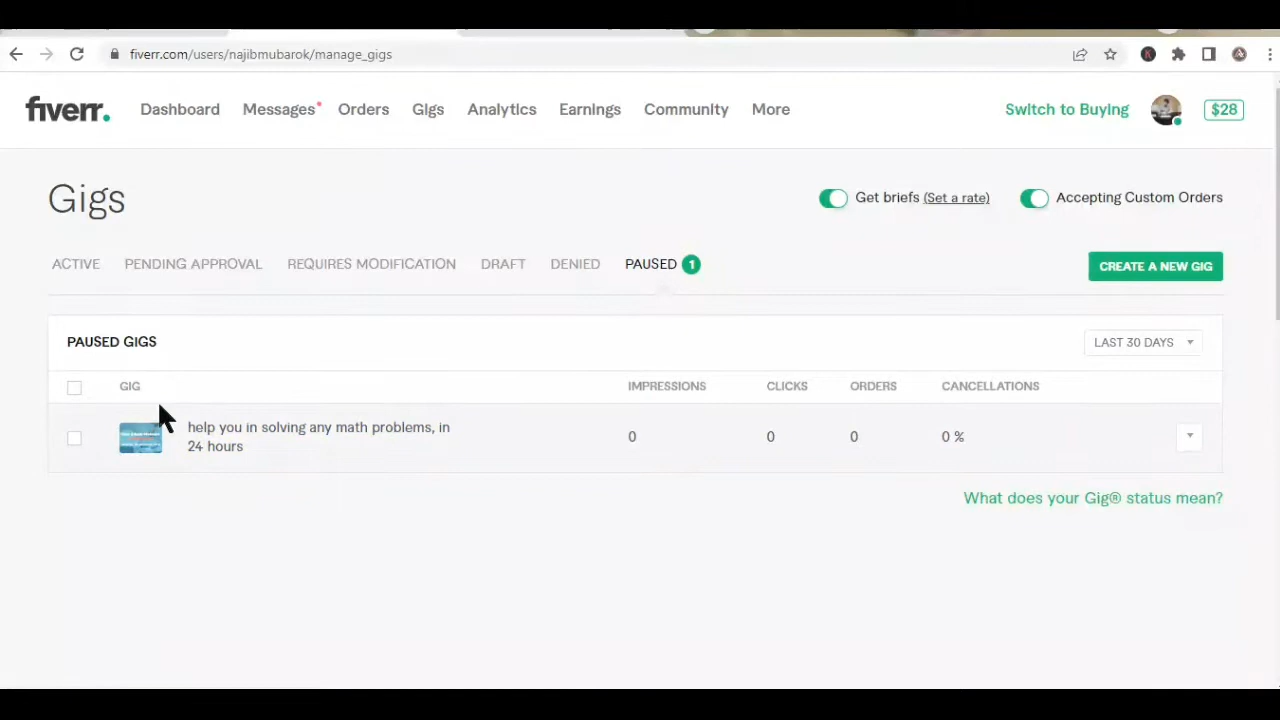 fiverr.com/users/najibmubarok/manage_gigs
fiverr. Dashboard Messages Orders Gigs Analytics Earnings Community More Switch to Buying $28
Gigs Get briefs (Set a rate) Accepting Custom Orders
ACTIVE PENDING APPROVAL REQUIRES MODIFICATION DRAFT DENIED PAUSED 1 CREATE A NEW GIG
PAUSED GIGS LAST 30 DAYS
GIG IMPRESSIONS CLICKS ORDERS CANCELLATIONS
help you in solving any math problems, in
24 hours
0 0 0 0 %
What does your Gig® status mean?